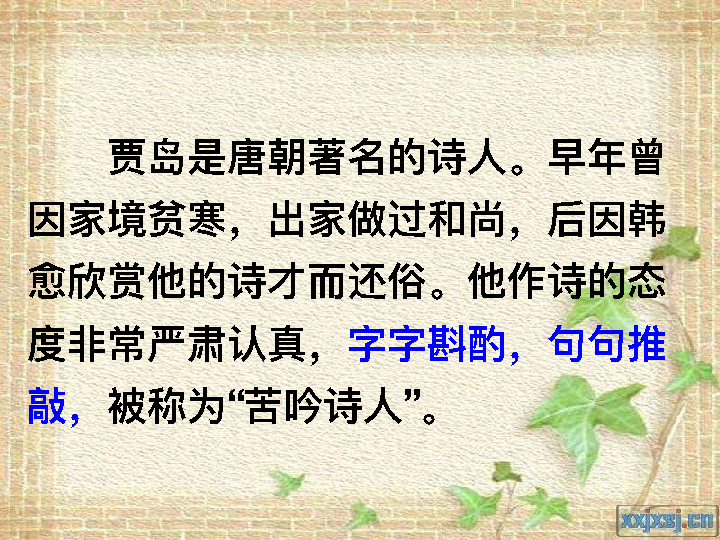 贾岛是唐朝著名的诗人。早年曾
因家境贫寒，出家做过和尚，后因韩
愈欣赏他的诗才而还俗。他作诗的态
度非常严肃认真，字字斟酌，句句推
敲，被称为“苦吟诗人”。
xxjxsj.cn